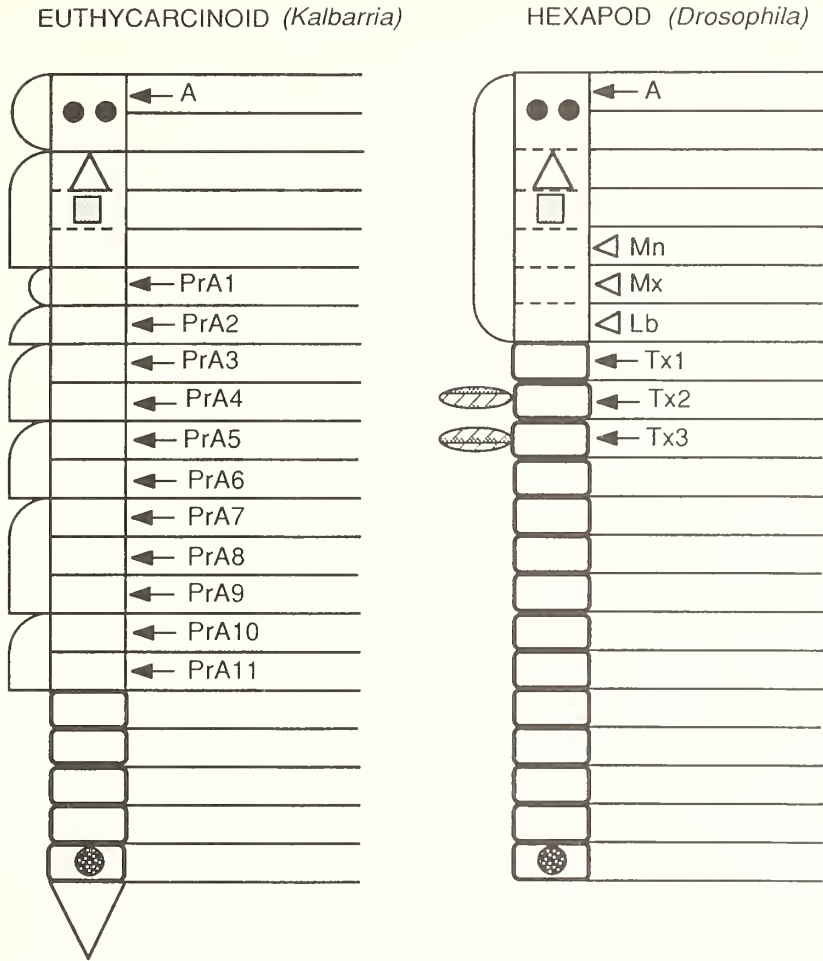 EUTHYCARCINOID (Kalbarria)
A
PrA1
PrA2
PrA3
PrA4
PrA5
PrA6
PrA7
PrA8
PrA9
PrA10
PrA11
HEXAPOD (Drosophila)
A
Mn
Mx
Lb
Tx1
Tx2
Tx3